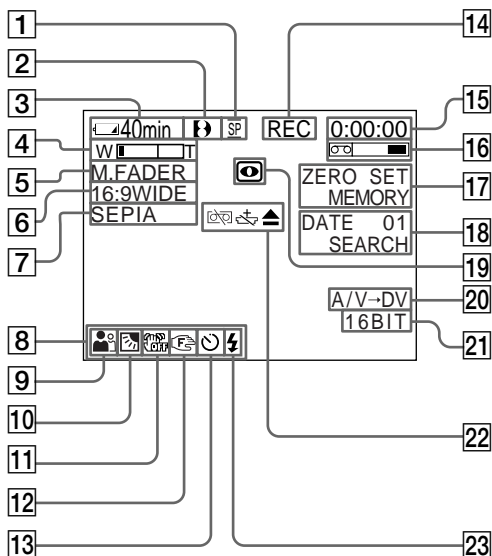 1
14
2
3
15
40min
SP
REC
0:00:00
4
W T
16
5
M.FADER
ZERO SET
MEMORY
17
6
16:9WIDE
7
SEPIA
DATE 01
SEARCH
18
19
A/V→DV
20
16BIT
21
8
OFF
F
9
10
22
11
12
13
23